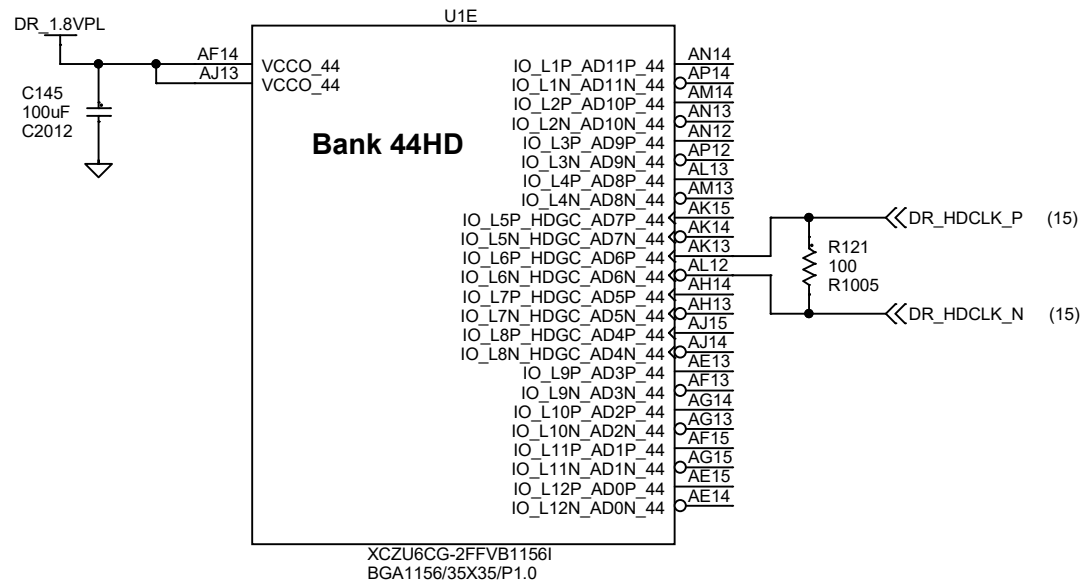 U1E
DR_1.8VPL
AF14
AJ13
VCCO_44
VCCO_44
C145
100uF
C2012
Bank 44HD
IO_L1P_AD11P_44 AN14
IO_L1N_AD11N_44 AP14
IO_L2P_AD10P_44 AM14
IO_L2N_AD10N_44 AN13
IO_L3P_AD9P_44 AN12
IO_L3N_AD9N_44 AP12
IO_L4P_AD8P_44 AL13
IO_L4N_AD8N_44 AM13
IO_L5P_HDGC_AD7P_44 AK15
IO_L5N_HDGC_AD7N_44 AK14
IO_L6P_HDGC_AD6P_44 AK13
IO_L6N_HDGC_AD6N_44 AL12
IO_L7P_HDGC_AD5P_44 AH14
IO_L7N_HDGC_AD5N_44 AH13
IO_L8P_HDGC_AD4P_44 AJ15
IO_L8N_HDGC_AD4N_44 AJ14
IO_L9P_AD3P_44 AE13
IO_L9N_AD3N_44 AF13
IO_L10P_AD2P_44 AG14
IO_L10N_AD2N_44 AG13
IO_L11P_AD1P_44 AF15
IO_L11N_AD1N_44 AG15
IO_L12P_AD0P_44 AE15
IO_L12N_AD0N_44 AE14
DR_HDCLK_P (15)
R121
100
R1005
DR_HDCLK_N (15)
XCZU6CG-2FFVB1156I
BGA1156/35X35/P1.0